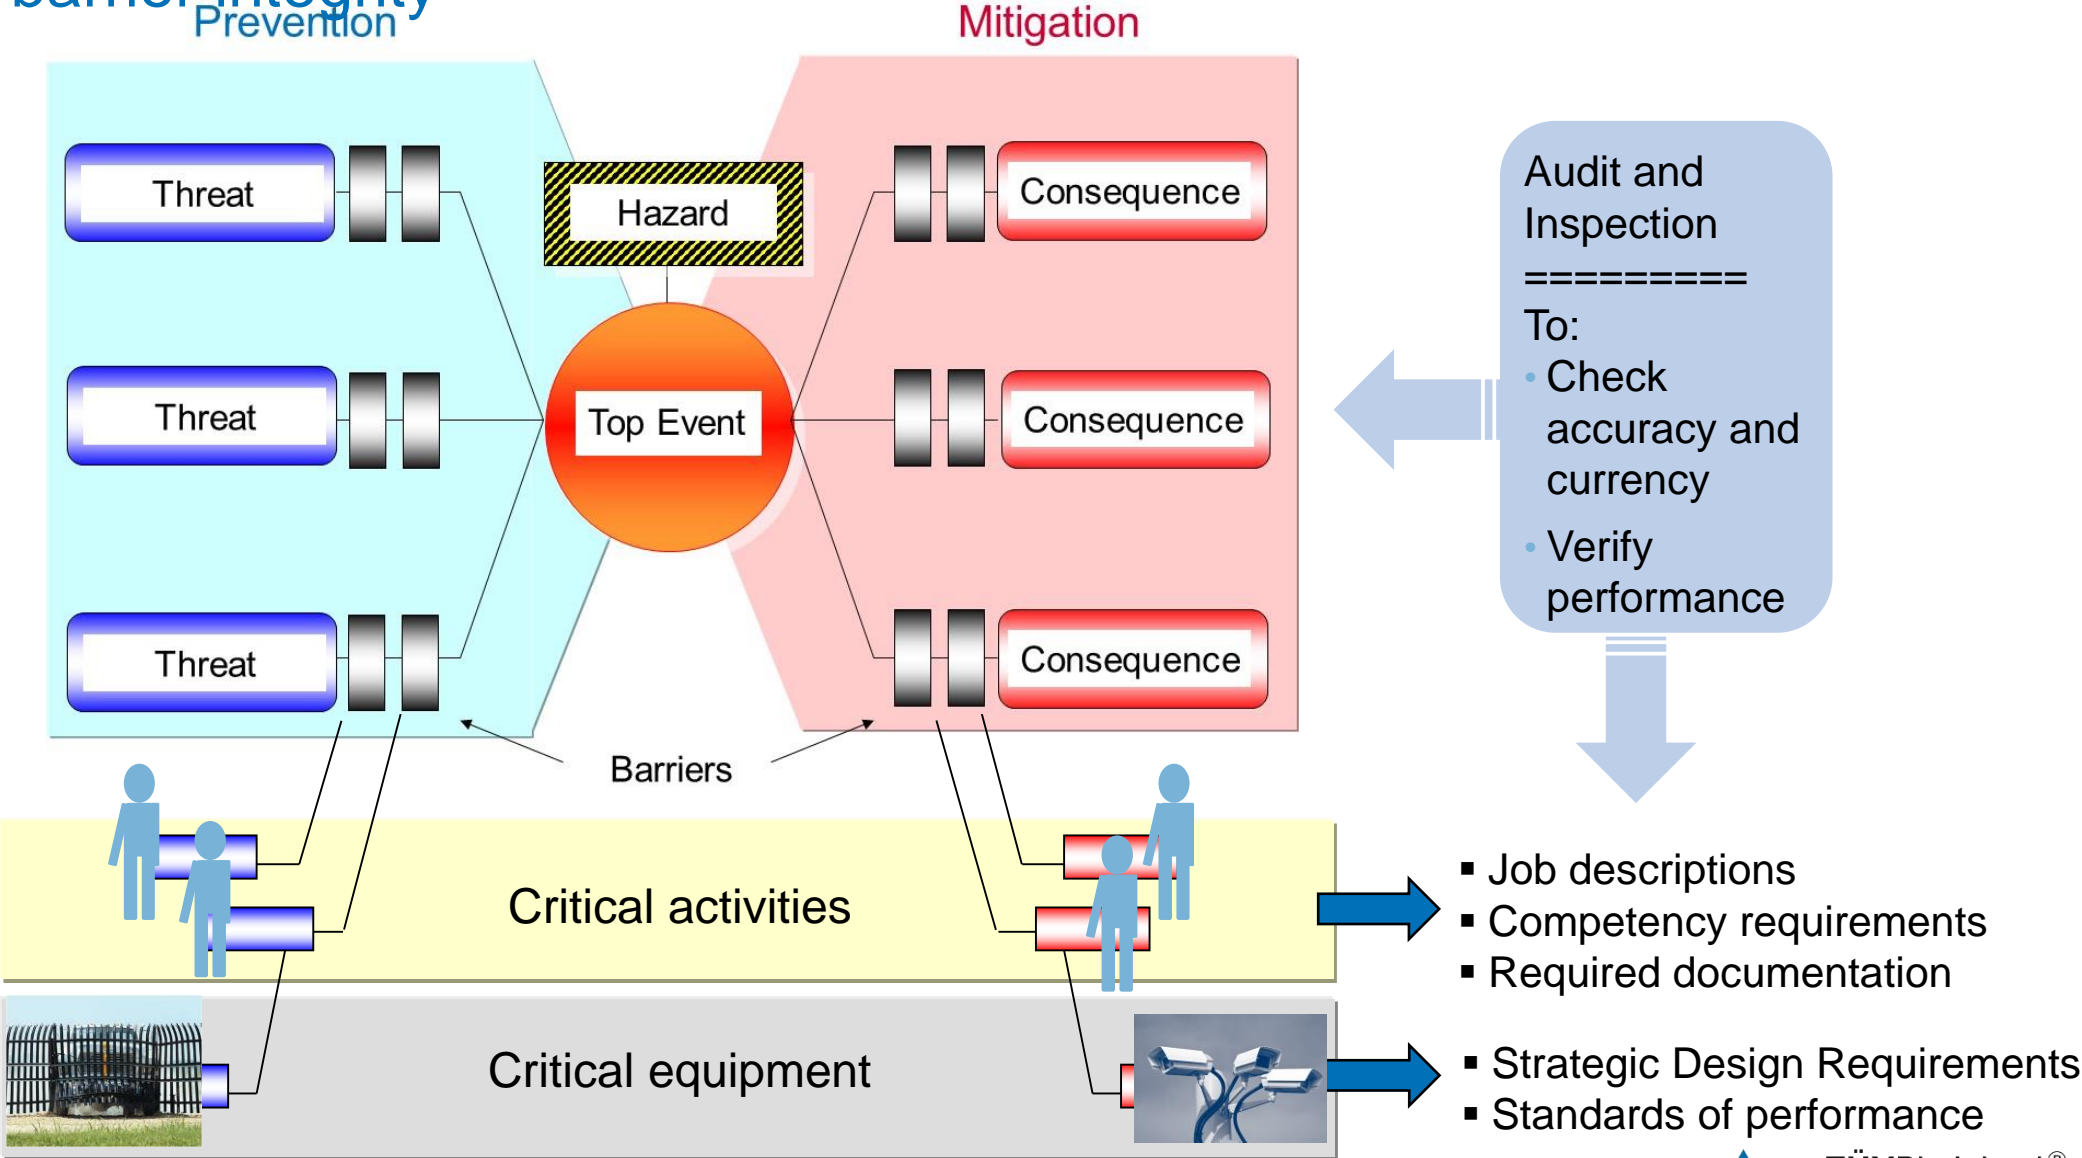 barrier integrity
Prevention
Mitigation
Threat
Hazard
Consequence
Threat
Top Event
Consequence
Threat
Consequence
Barriers
Audit and
Inspection
=========
To:
• Check
accuracy and
currency
• Verify
performance
Critical activities
▪ Job descriptions
▪ Competency requirements
▪ Required documentation
Critical equipment
▪ Strategic Design Requirements
▪ Standards of performance